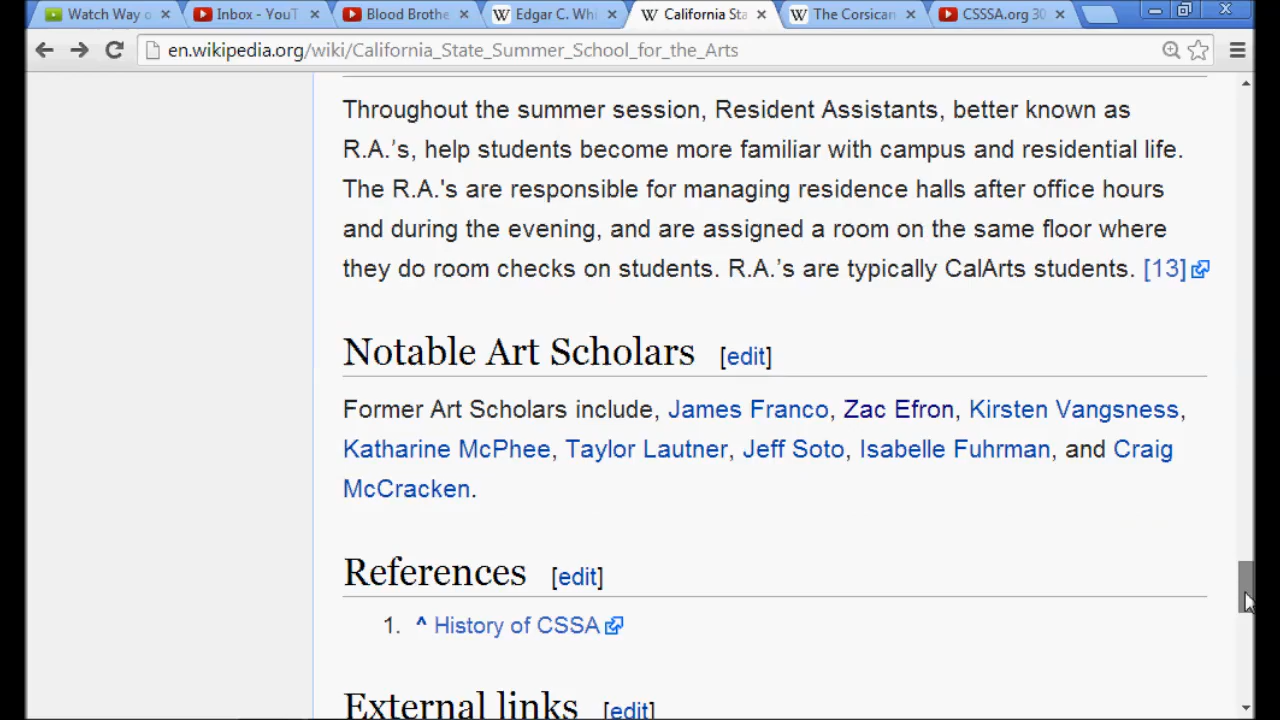 Watch Way o
Inbox - YouT
Blood Brothe
Edgar C. Whi
California Sta
The Corsican
CSSSA.org 30
en.wikipedia.org/wiki/California_State_Summer_School_for_the_Arts
Throughout the summer session, Resident Assistants, better known as
R.A.’s, help students become more familiar with campus and residential life.
The R.A.'s are responsible for managing residence halls after office hours
and during the evening, and are assigned a room on the same floor where
they do room checks on students. R.A.’s are typically CalArts students. [13]
Notable Art Scholars [edit]
Former Art Scholars include, James Franco, Zac Efron, Kirsten Vangsness,
Katharine McPhee, Taylor Lautner, Jeff Soto, Isabelle Fuhrman, and Craig
McCracken.
References [edit]
1. ^ History of CSSA
External links [edit]